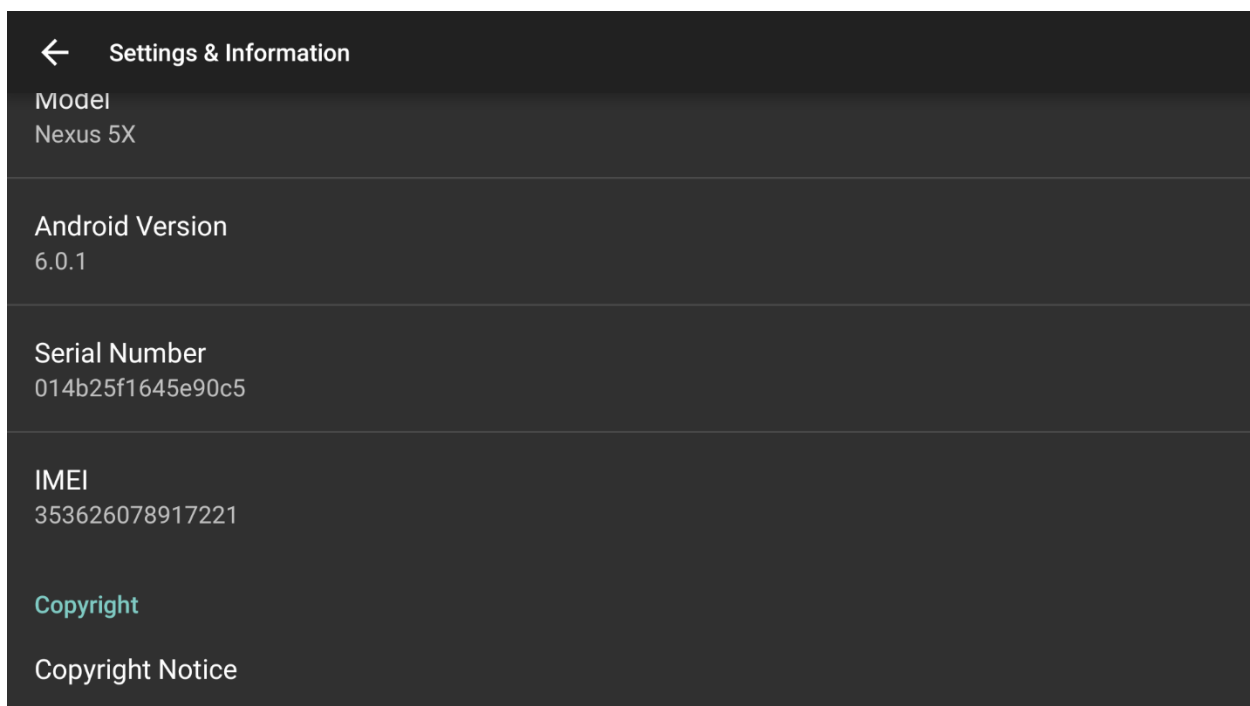 Settings & Information
Model
Nexus 5X
Android Version
6.0.1
Serial Number
014b25f1645e90c5
IMEI
353626078917221
Copyright
Copyright Notice